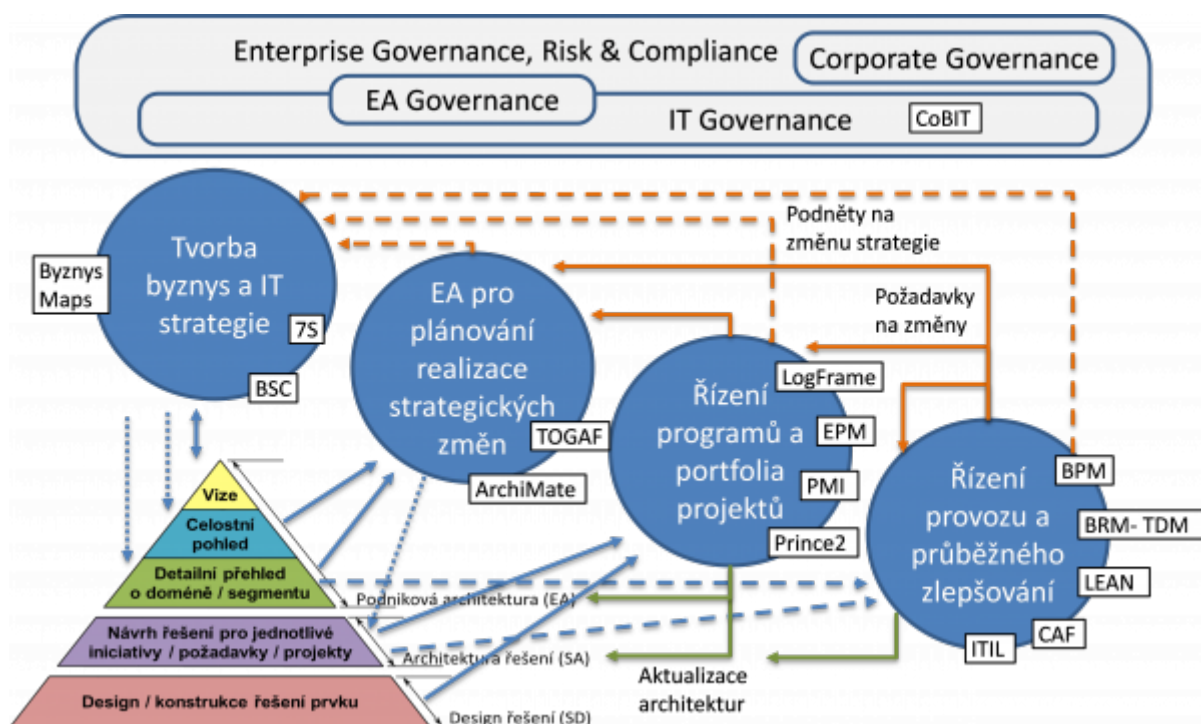 Enterprise Governance, Risk & Compliance
Corporate Governance
EA Governance
IT Governance
CoBIT
Tvorba
byznys a IT
strategie
Byznys
Maps
7S
BSC
EA pro
plánování
realizace
strategických
změn
TOGAF
ArchiMate
Podněty na
změnu strategie
Požadavky
na změny
Řízení
programů a
portfolia
projektů
LogFrame
EPM
PMI
Prince2
Řízení
provozu a
průběžného
zlepšování
BPM
BRM- TDM
LEAN
CAF
ITIL
Vize
Celostní
pohled
Detailní přehled
o doméně / segmentu
Podniková architektura (EA)
Návrh řešení pro jednotlivé
iniciativy / požadavky / projekty
Architektura řešení (SA)
Design / konstrukce řešení prvku
Design řešení (SD)
Aktualizace
architektur